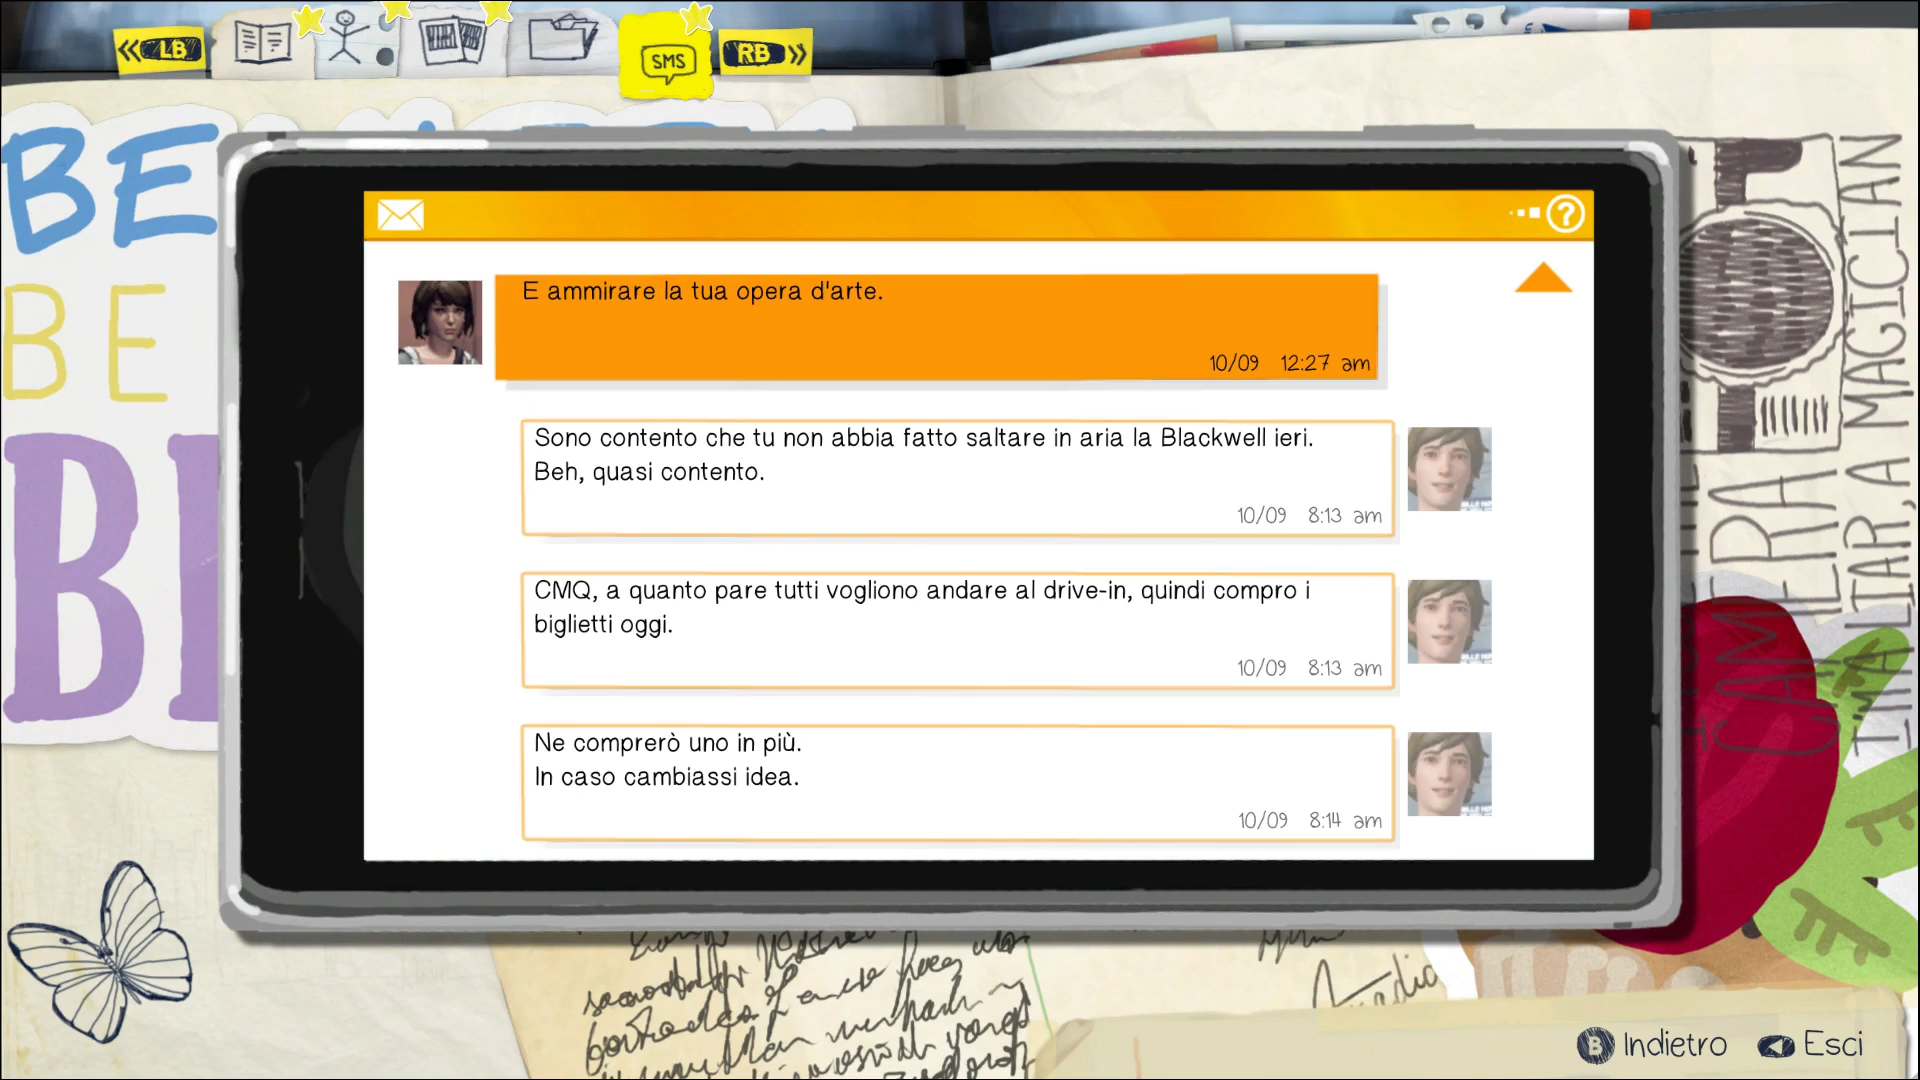 LB
SMS
RB
BE
BE
E ammirare la tua opera d'arte.
10/09 12:27 am
Sono contento che tu non abbia fatto saltare in aria la Blackwell ieri.
Beh, quasi contento.
10/09 8:13 am
CMQ, a quanto pare tutti vogliono andare al drive-in, quindi compro i
biglietti oggi.
10/09 8:13 am
Ne comprerò uno in più.
In caso cambiassi idea.
10/09 8:14 am
CAMERA
LIAR, A MAGICIAN
B Indietro
Esci